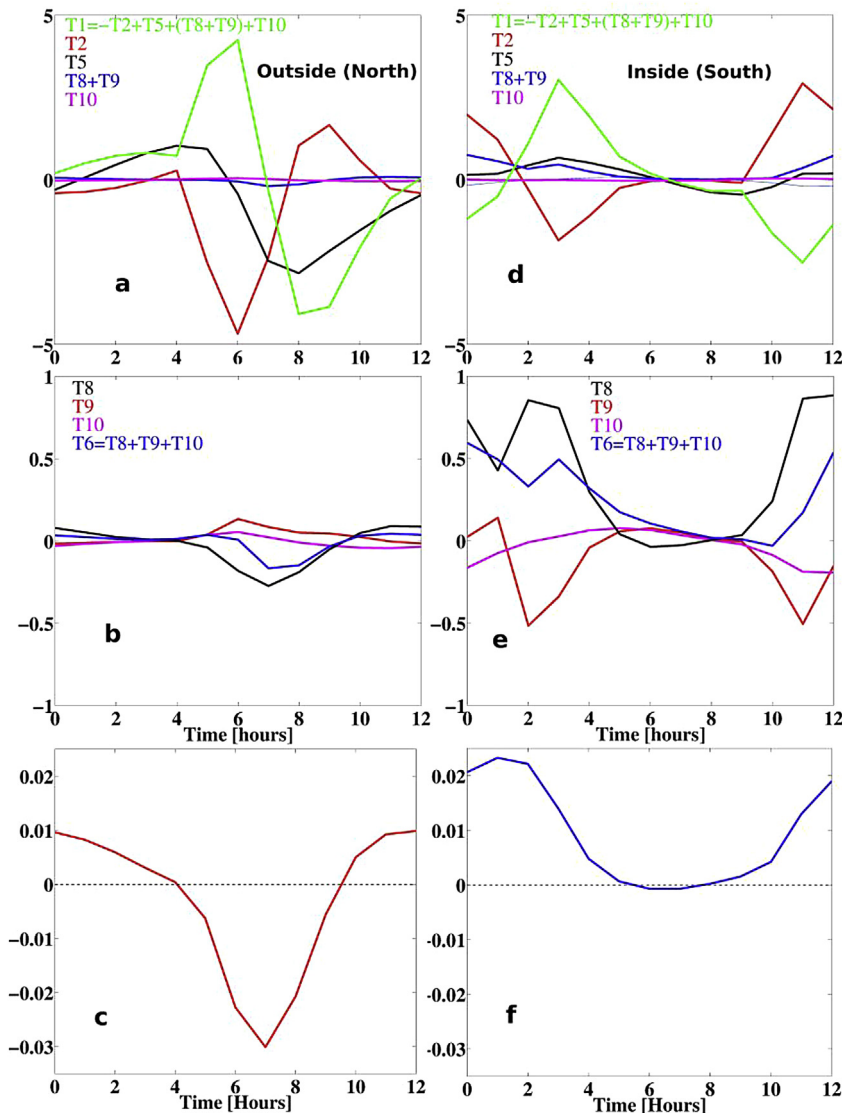 T1=−T2+T5+(T8+T9)+T10
T2
T5
T8+T9
T10
Outside (North)
5
0
−5
a
0 2 4 6 8 10 12
T1=−T2+T5+(T8+T9)+T10
T2
T5
T8+T9
T10
Inside (South)
5
0
−5
d
0 2 4 6 8 10 12
T8
T9
T10
T6=T8+T9+T10
1
0.5
0
−0.5
−1
b
0 2 4 6 8 10 12
Time [hours]
T8
T9
T10
T6=T8+T9+T10
1
0.5
0
−0.5
−1
e
0 2 4 6 8 10 12
Time [hours]
0.02
0.01
0
−0.01
−0.02
−0.03
c
0 2 4 6 8 10 12
Time [Hours]
0.02
0.01
0
-0.01
-0.02
-0.03
f
0 2 4 6 8 10 12
Time [Hours]